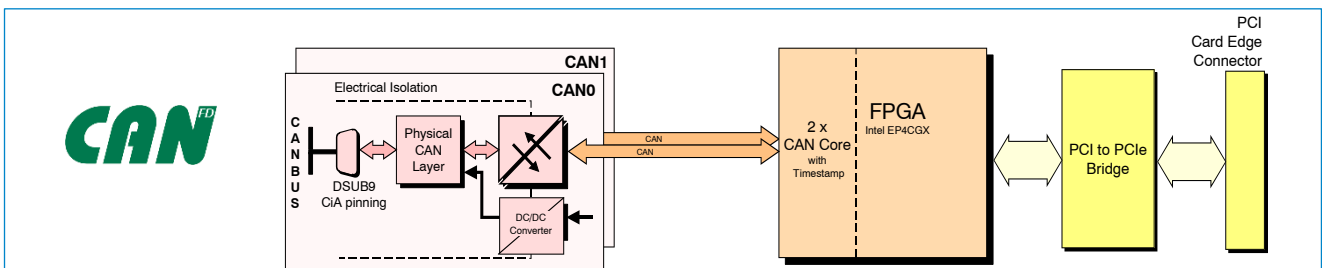 CAN FD
CAN1
CAN0
Electrical Isolation
CANBUS
DSUB9
CiA pinning
Physical
CAN
Layer
DC/DC
Converter
CAN
CAN
2 x
CAN Core
with
Timestamp
FPGA
Intel EP4CGX
PCI to PCIe
Bridge
PCI
Card Edge
Connector